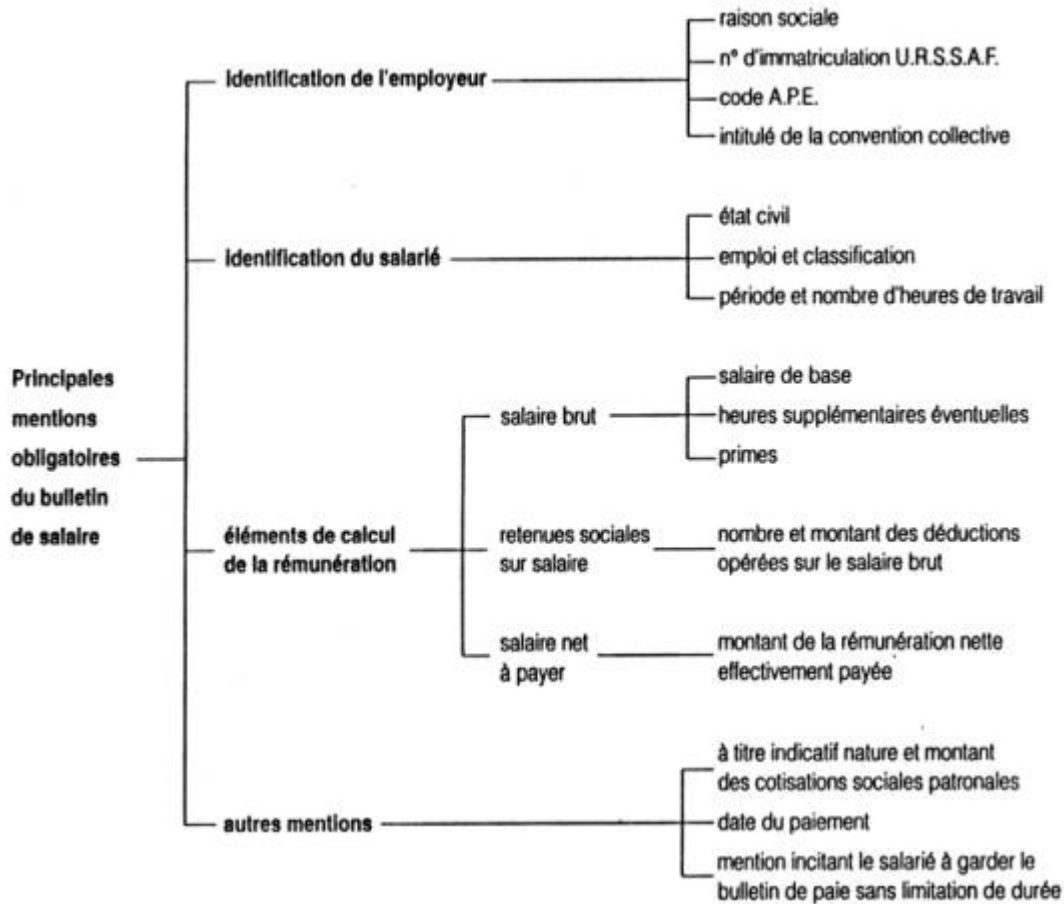 Principales
mentions
obligatoires
du bulletin
de salaire
identification de l'employeur
raison sociale
n° d'immatriculation U.R.S.S.A.F.
code A.P.E.
intitulé de la convention collective
identification du salarié
état civil
emploi et classification
période et nombre d'heures de travail
éléments de calcul
de la rémunération
salaire brut
salaire de base
heures supplémentaires éventuelles
primes
retenues sociales
sur salaire
nombre et montant des déductions
opérées sur le salaire brut
salaire net
à payer
montant de la rémunération nette
effectivement payée
autres mentions
à titre indicatif nature et montant
des cotisations sociales patronales
date du paiement
mention incitant le salarié à garder le
bulletin de paie sans limitation de durée